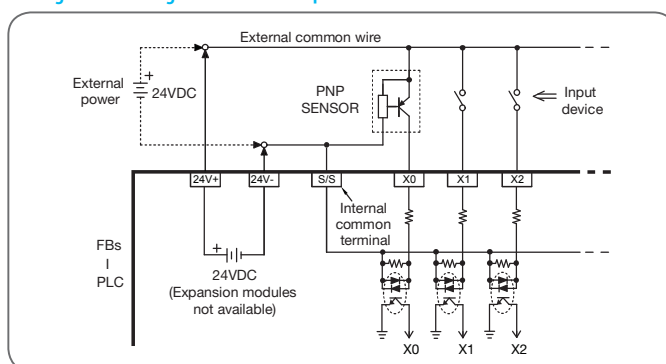 External common wire
External
power
+
24VDC
PNP
SENSOR
Input
device
24V+
24V-
S/S
X0
X1
X2
Internal
common
terminal
FBs
I
PLC
+
24VDC
(Expansion modules
not available)
X0
X1
X2